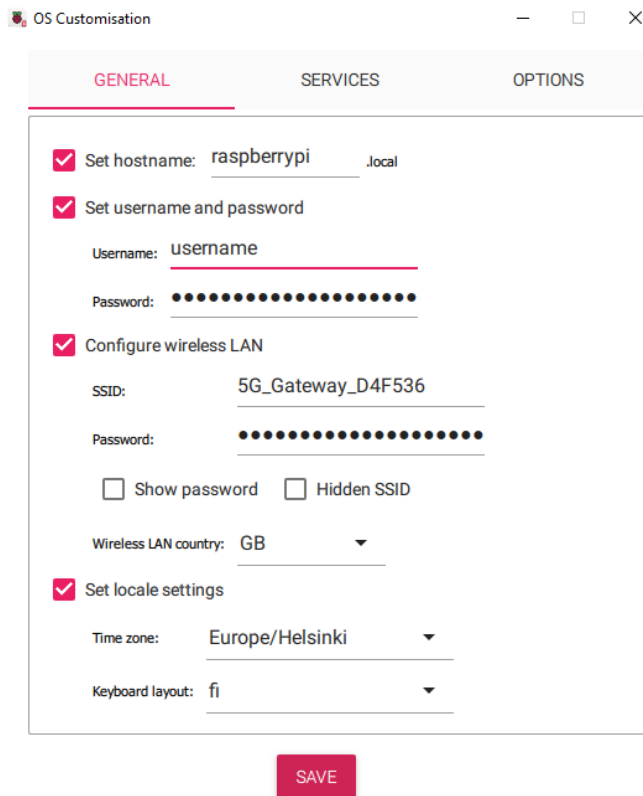 OS Customisation
GENERAL SERVICES OPTIONS
Set hostname: raspberrypi .local
Set username and password
Username: username
Password: ••••••••••••••••••••
Configure wireless LAN
SSID: 5G_Gateway_D4F536
Password: ••••••••••••••••••••
Show password Hidden SSID
Wireless LAN country: GB
Set locale settings
Time zone: Europe/Helsinki
Keyboard layout: fi
SAVE